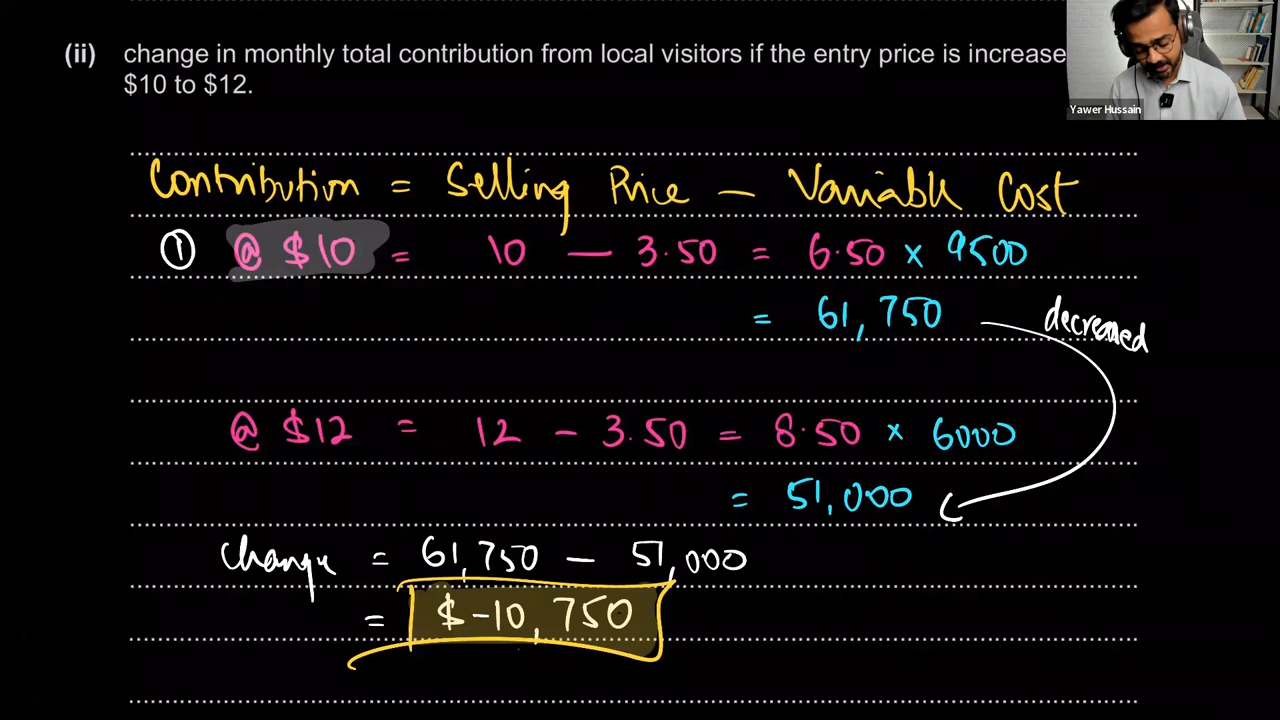 (ii) change in monthly total contribution from local visitors if the entry price is increase
$10 to $12.
Yawer Hussain
Contribution = Selling Price - Variable Cost
① @ $10 = 10 - 3.50 = 6.50 × 9500
= 61,750
decreased
@ $12 = 12 - 3.50 = 8.50 × 6000
= 51,000
change = 61,750 - 51,000
= $-10,750